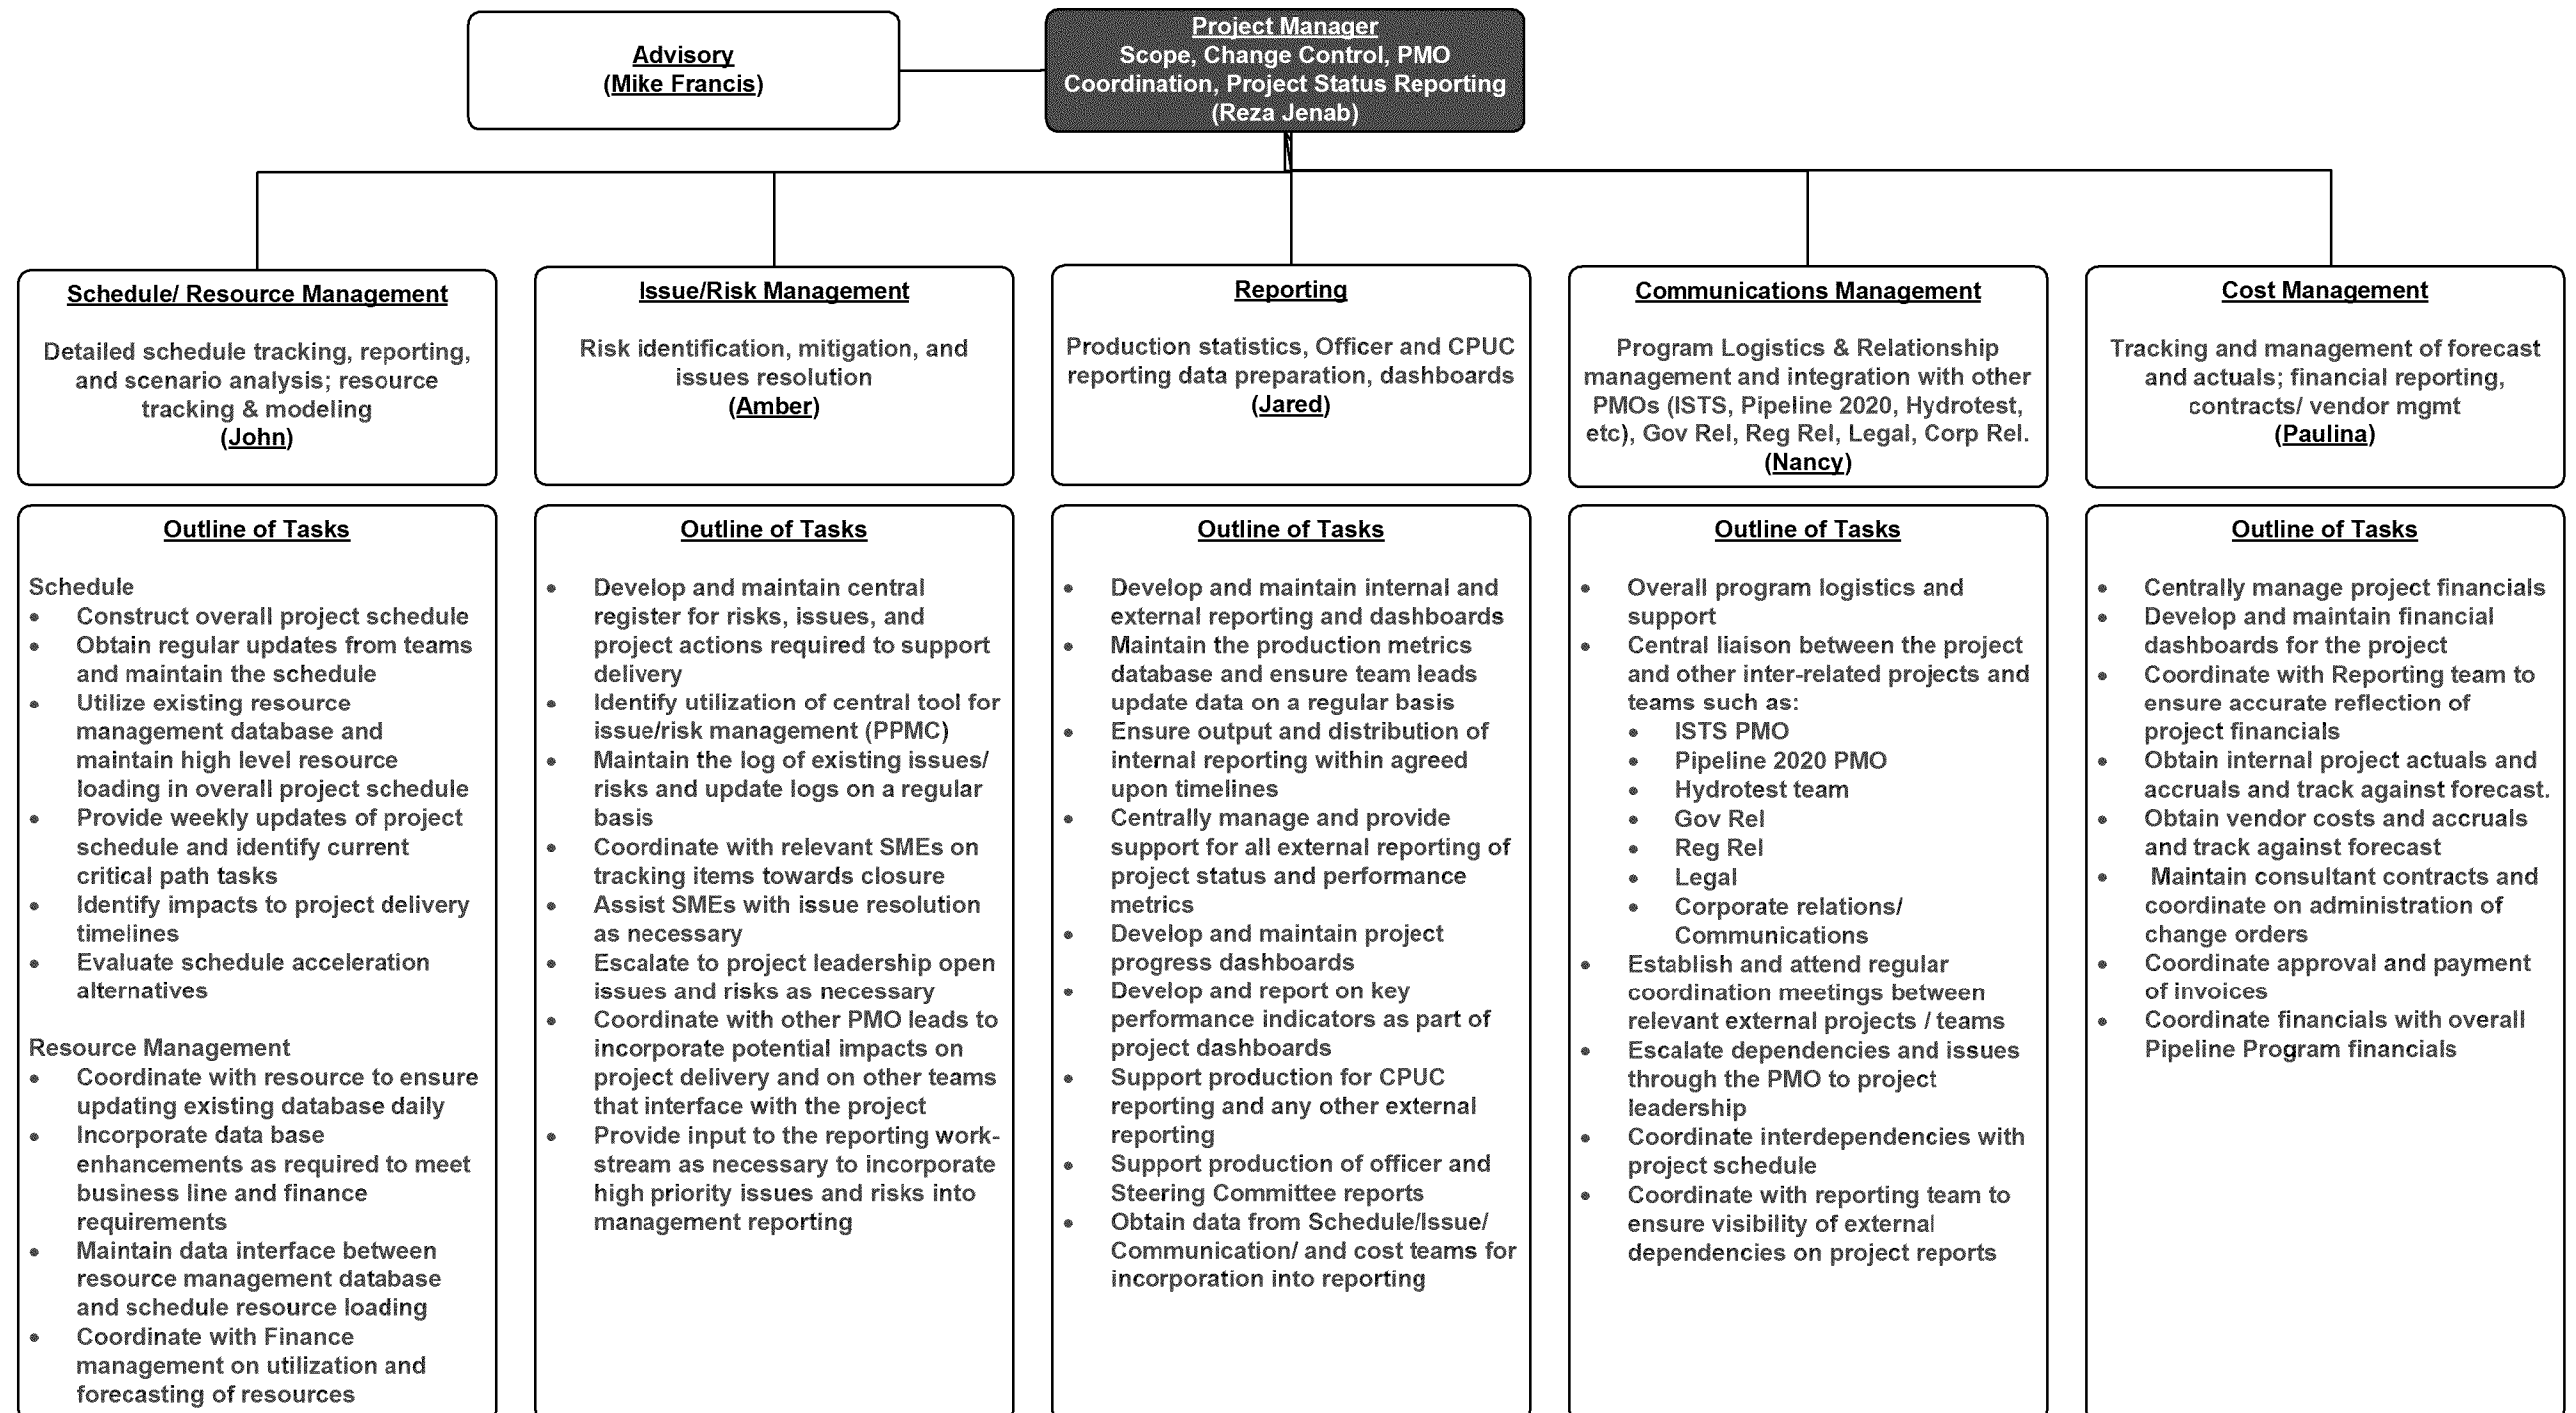 Advisory
(Mike Francis)
Project Manager
Scope, Change Control, PMO
Coordination, Project Status Reporting
(Reza Jenab)
Schedule/ Resource Management
Detailed schedule tracking, reporting,
and scenario analysis; resource
tracking & modeling
(John)
Issue/Risk Management
Risk identification, mitigation, and
issues resolution
(Amber)
Reporting
Production statistics, Officer and CPUC
reporting data preparation, dashboards
(Jared)
Communications Management
Program Logistics & Relationship
management and integration with other
PMOs (ISTS, Pipeline 2020, Hydrotest,
etc), Gov Rel, Reg Rel, Legal, Corp Rel.
(Nancy)
Cost Management
Tracking and management of forecast
and actuals; financial reporting,
contracts/ vendor mgmt
(Paulina)
Outline of Tasks
Schedule
• Construct overall project schedule
• Obtain regular updates from teams
and maintain the schedule
• Utilize existing resource
management database and
maintain high level resource
loading in overall project schedule
• Provide weekly updates of project
schedule and identify current
critical path tasks
• Identify impacts to project delivery
timelines
• Evaluate schedule acceleration
alternatives
Resource Management
• Coordinate with resource to ensure
updating existing database daily
• Incorporate data base
enhancements as required to meet
business line and finance
requirements
• Maintain data interface between
resource management database
and schedule resource loading
• Coordinate with Finance
management on utilization and
forecasting of resources
Outline of Tasks
• Develop and maintain central
register for risks, issues, and
project actions required to support
delivery
• Identify utilization of central tool for
issue/risk management (PPMC)
• Maintain the log of existing issues/
risks and update logs on a regular
basis
• Coordinate with relevant SMEs on
tracking items towards closure
• Assist SMEs with issue resolution
as necessary
• Escalate to project leadership open
issues and risks as necessary
• Coordinate with other PMO leads to
incorporate potential impacts on
project delivery and on other teams
that interface with the project
• Provide input to the reporting work-
stream as necessary to incorporate
high priority issues and risks into
management reporting
Outline of Tasks
• Develop and maintain internal and
external reporting and dashboards
• Maintain the production metrics
database and ensure team leads
update data on a regular basis
• Ensure output and distribution of
internal reporting within agreed
upon timelines
• Centrally manage and provide
support for all external reporting of
project status and performance
metrics
• Develop and maintain project
progress dashboards
• Develop and report on key
performance indicators as part of
project dashboards
• Support production for CPUC
reporting and any other external
reporting
• Support production of officer and
Steering Committee reports
• Obtain data from Schedule/Issue/
Communication/ and cost teams for
incorporation into reporting
Outline of Tasks
• Overall program logistics and
support
• Central liaison between the project
and other inter-related projects and
teams such as:
• ISTS PMO
• Pipeline 2020 PMO
• Hydrotest team
• Gov Rel
• Reg Rel
• Legal
• Corporate relations/
Communications
• Establish and attend regular
coordination meetings between
relevant external projects / teams
• Escalate dependencies and issues
through the PMO to project
leadership
• Coordinate interdependencies with
project schedule
• Coordinate with reporting team to
ensure visibility of external
dependencies on project reports
Outline of Tasks
• Centrally manage project financials
• Develop and maintain financial
dashboards for the project
• Coordinate with Reporting team to
ensure accurate reflection of
project financials
• Obtain internal project actuals and
accruals and track against forecast.
• Obtain vendor costs and accruals
and track against forecast
• Maintain consultant contracts and
coordinate on administration of
change orders
• Coordinate approval and payment
of invoices
• Coordinate financials with overall
Pipeline Program financials